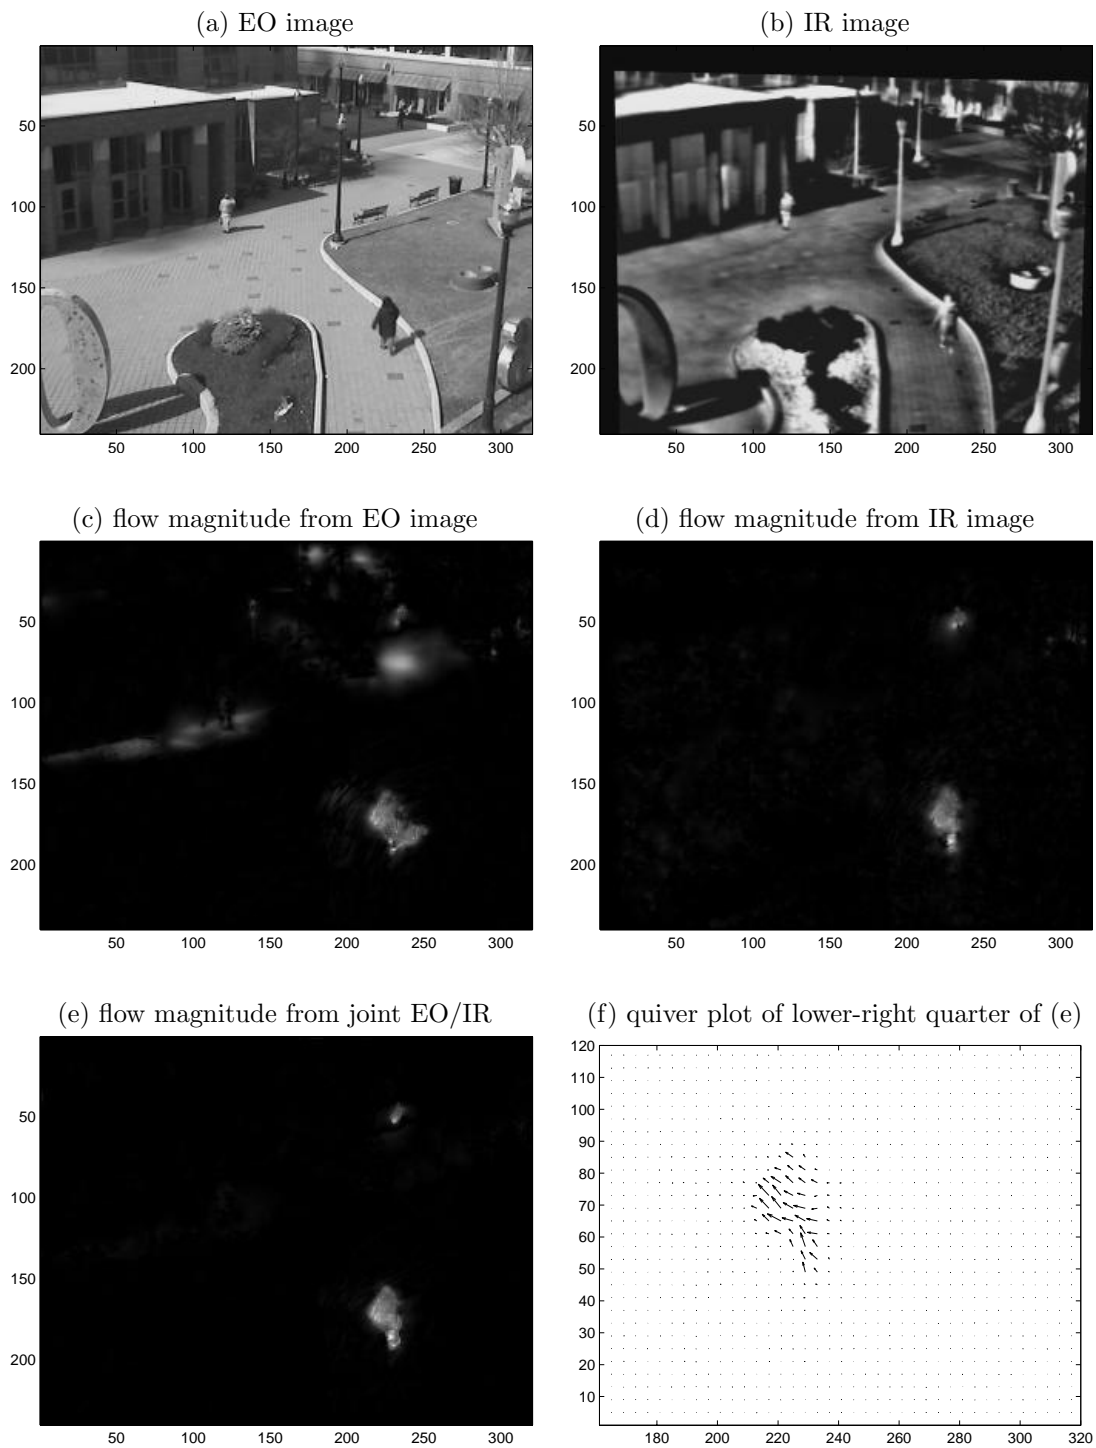 (a) EO image
(b) IR image
50
100
150
200
50 100 150 200 250 300
50
100
150
200
50 100 150 200 250 300
(c) flow magnitude from EO image
(d) flow magnitude from IR image
50
100
150
200
50 100 150 200 250 300
50
100
150
200
50 100 150 200 250 300
(e) flow magnitude from joint EO/IR
(f) quiver plot of lower-right quarter of (e)
50
100
150
200
50 100 150 200 250 300
120
110
100
90
80
70
60
50
40
30
20
10
180 200 220 240 260 280 300 320